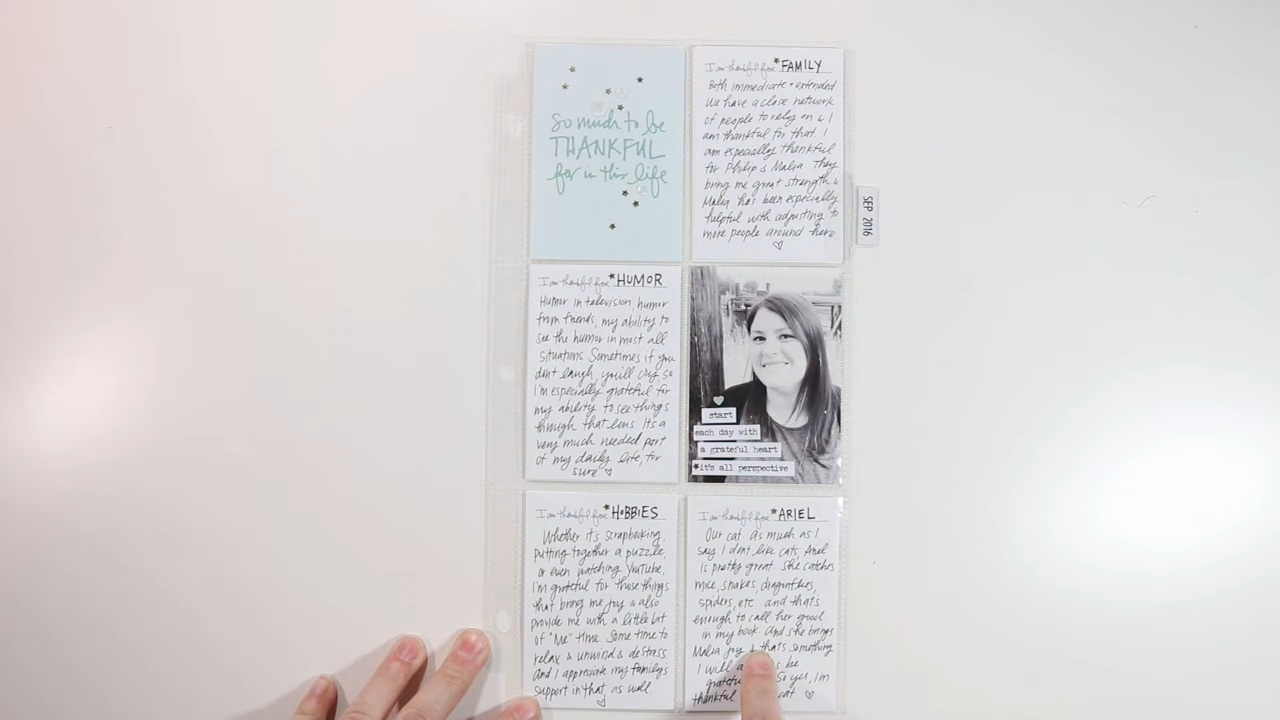 so much to be
THANKFUL
for in this life
I am thankful for FAMILY
Both immediate + extended
We have a close network
of people to rely on & I
am thankful for that. I
am especially thankful
for Philip & Malia. They
bring me great strength &
Malia has been especially
helpful with adjusting to
more people around here
SEP 2016
I am thankful for HUMOR
Humor in television, humor
from friends, my ability to
see the humor in most all
situations. Sometimes if you
don't laugh, you'll cry, so
I'm especially grateful for
my ability to see things
through that lens. It's a
very much needed part
of my daily life, for
sure
start
each day with
a grateful heart
it's all perspective
I am thankful for HOBBIES
Whether it's scrapbooking,
putting together a puzzle,
or even watching YouTube,
I'm grateful for those things
that bring me joy & also
provide me with a little bit
of "me" time. Some time to
relax & unwind & destress.
And I appreciate my family's
support in that, as well.
I am thankful for ARIEL
Our cat. As much as I
say I don't like cats, Ariel
is pretty great. She catches
mice, snakes, dragonflies,
spiders, etc. and that's
enough to call her good
in my book. And she brings
Malia joy & that's something
I will be
So yes, I'm
thankful cat